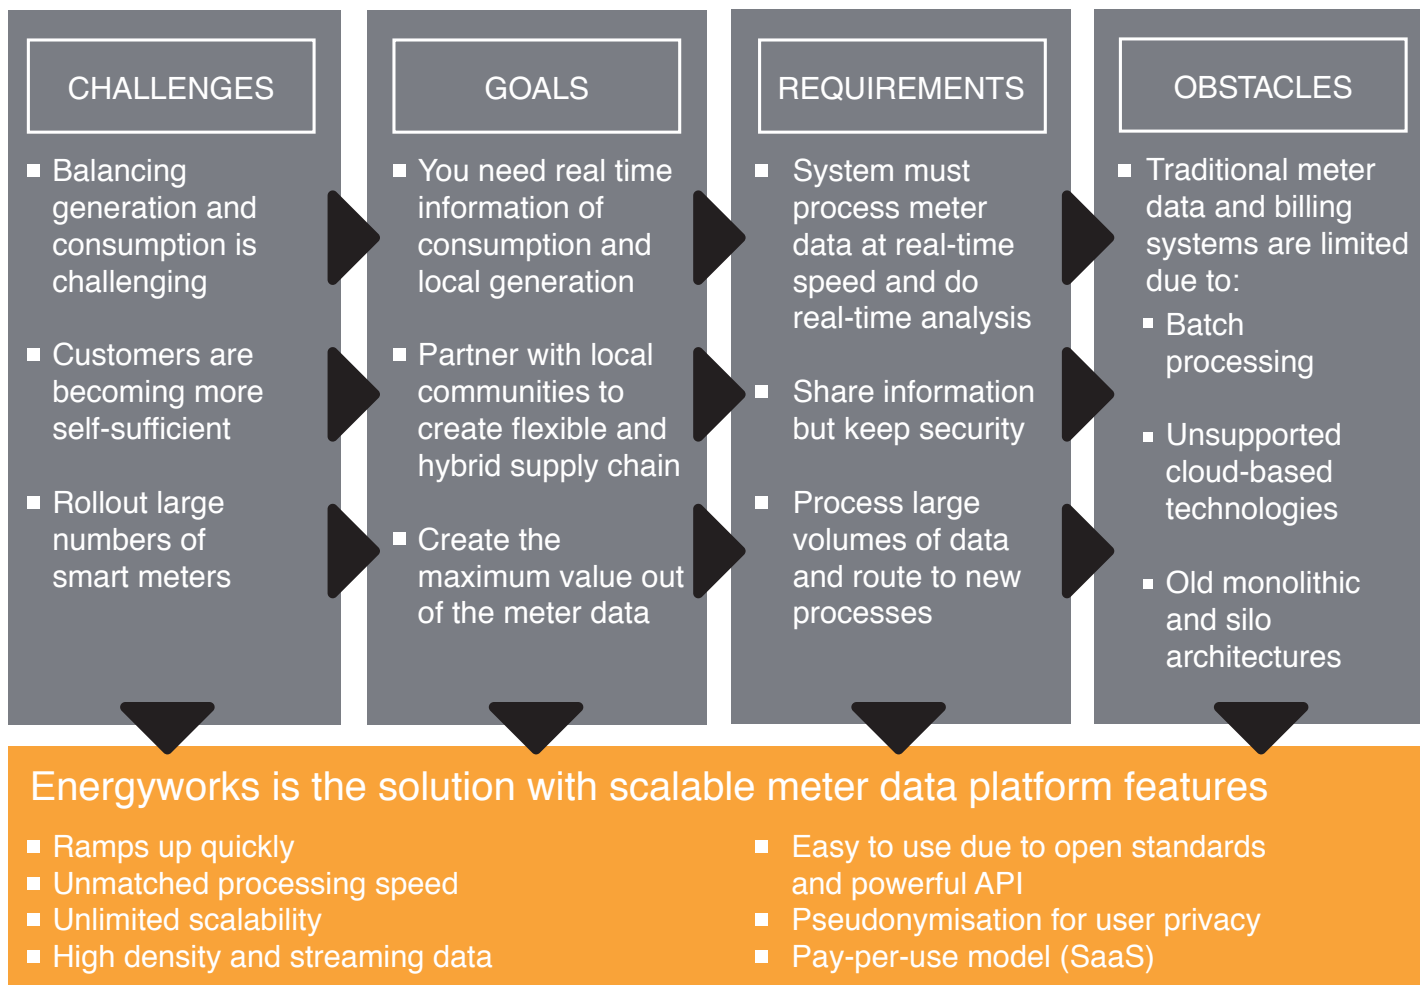 CHALLENGES
Balancing
generation and
consumption is
challenging
Customers are
becoming more
self-sufficient
Rollout large
numbers of
smart meters
GOALS
You need real time
information of
consumption and
local generation
Partner with local
communities to
create flexible and
hybrid supply chain
Create the
maximum value out
of the meter data
REQUIREMENTS
System must
process meter
data at real-time
speed and do
real-time analysis
Share information
but keep security
Process large
volumes of data
and route to new
processes
OBSTACLES
Traditional meter
data and billing
systems are limited
due to:
Batch
processing
Unsupported
cloud-based
technologies
Old monolithic
and silo
architectures
Energyworks is the solution with scalable meter data platform features
Ramps up quickly
Unmatched processing speed
Unlimited scalability
High density and streaming data
Easy to use due to open standards
and powerful API
Pseudonymisation for user privacy
Pay-per-use model (SaaS)